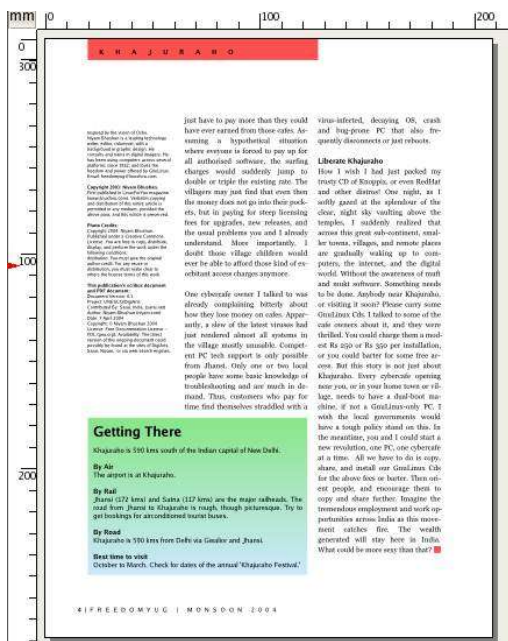 mm
0
100
200
0
300
100
200
KHAJURAHO
Copyright 2003: Niyam Bhushan.
Photo Credits
just have to pay more than they could
have ever earned from those cafes. As-
suming a hypothetical situation
where everyone is forced to pay up for
all authorised software, the surfing
charges would suddenly jump to
double or triple the existing rate. The
villagers may just find that even then
the money does not go into their pock-
ets, but in paying for steep licensing
fees for upgrades, new releases, and
the usual problems you and I already
understand. More importantly, I
doubt those village children would
ever be able to afford those kind of ex-
orbitant access charges anymore.
One cybercafe owner I talked to was
already complaining bitterly about
how they lose money on cafes. Appar-
ently, a slew of the latest viruses had
just rendered almost all systems in
the village mostly unusable. Compet-
ent PC tech support is only possible
from Jhansi. Only one or two local
people have some basic knowledge of
troubleshooting and are much in de-
mand. Thus, customers who pay for
time find themselves straddled with a
virus-infected, decaying OS, crash
and bug-prone PC that also fre-
quently disconnects or just reboots.
Liberate Khajuraho
How I wish I had just packed my
trusty CD of Knoppix, or even RedHat
and other distros! One night, as I
softly gazed at the splendour of the
clear, night sky vaulting above the
temples, I suddenly realized that
across this great sub-continent, smal-
ler towns, villages, and remote places
are gradually waking up to com-
puters, the internet, and the digital
world. Without the awareness of muft
and mukt software. Something needs
to be done. Anybody near Khajuraho,
or visiting it soon? Please carry some
GnuLinux Cds. I talked to some of the
cafe owners about it, and they were
thrilled. You could charge them a mod-
est Rs 250 or Rs 350 per installation,
or you could barter for some free ac-
cess. But this story is not just about
Khajuraho. Every cybercafe opening
near you, or in your home town or vil-
lage, needs to have a dual-boot ma-
chine, if not a GnuLinux-only PC. I
wish the local governments would
have a tough policy stand on this. In
the meantime, you and I could start a
new revolution, one PC, one cybercafe
at a time. All we have to do is copy,
share, and install our GnuLinux Cds
for the above fees or barter. Then ori-
ent people, and encourage them to
copy and share further. Imagine the
tremendous employment and work op-
portunities across India as this move-
ment catches fire. The wealth
generated will stay here in India.
What could be more sexy than that?
Getting There
Khajuraho is 590 kms south of the Indian capital of New Delhi.
By Air
The airport is at Khajuraho.
By Rail
Jhansi (172 kms) and Satna (117 kms) are the major railheads. The
road from Jhansi to Khajuraho is rough, though picturesque. Try to
get bookings for airconditioned tourist buses.
By Road
Khajuraho is 590 kms from Delhi via Gwalior and Jhansi.
Best time to visit
October to March. Check for dates of the annual 'Khajuraho Festival.'
4 | FREEDOMYUG | MONSOON 2004